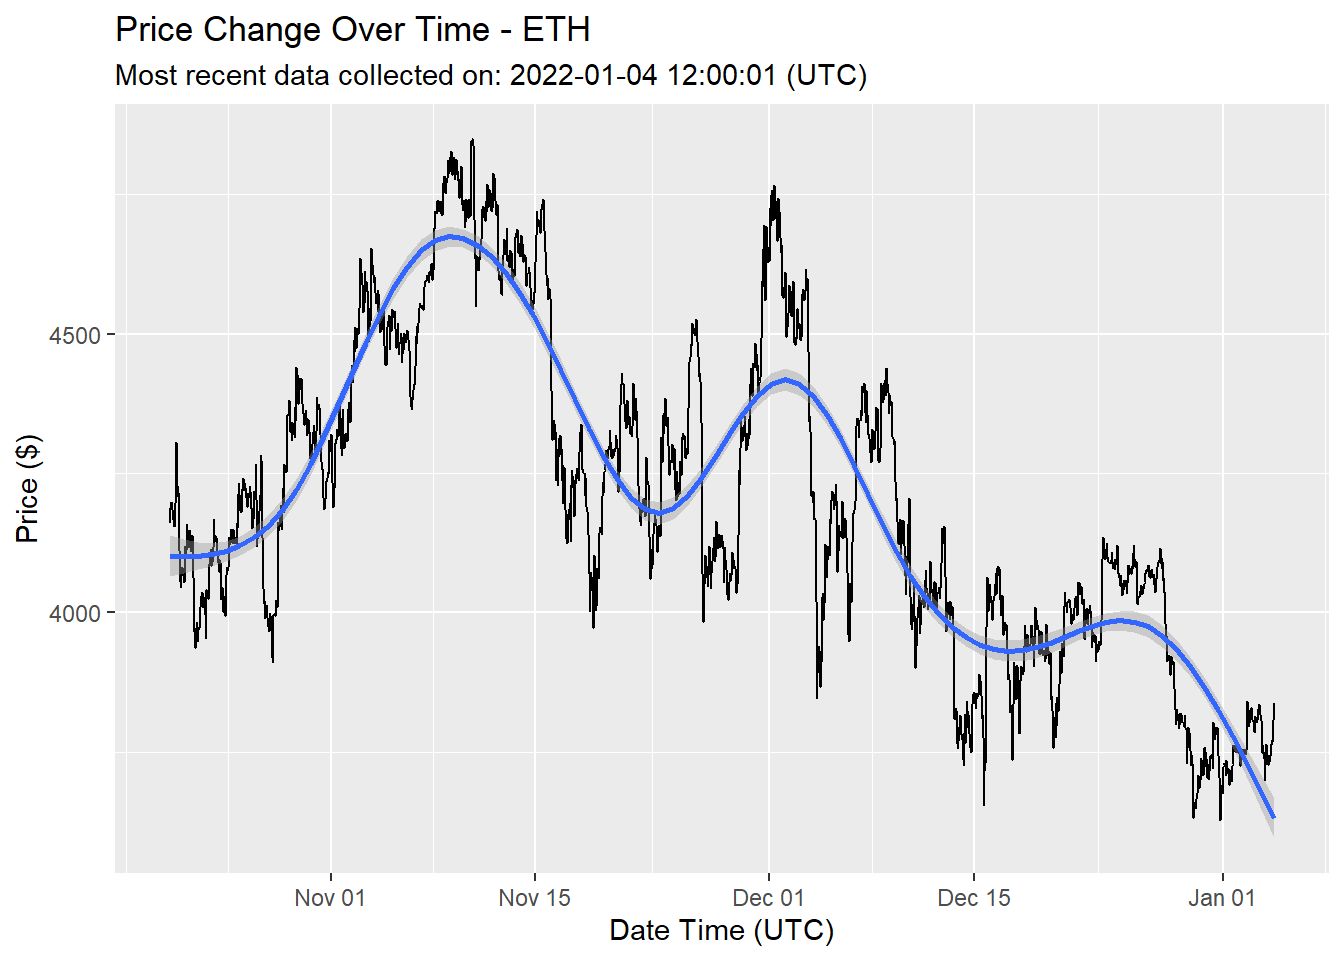 Price Change Over Time - ETH
Most recent data collected on: 2022-01-04 12:00:01 (UTC)
Price ($)
4500
4000
Nov 01
Nov 15
Dec 01
Dec 15
Jan 01
Date Time (UTC)